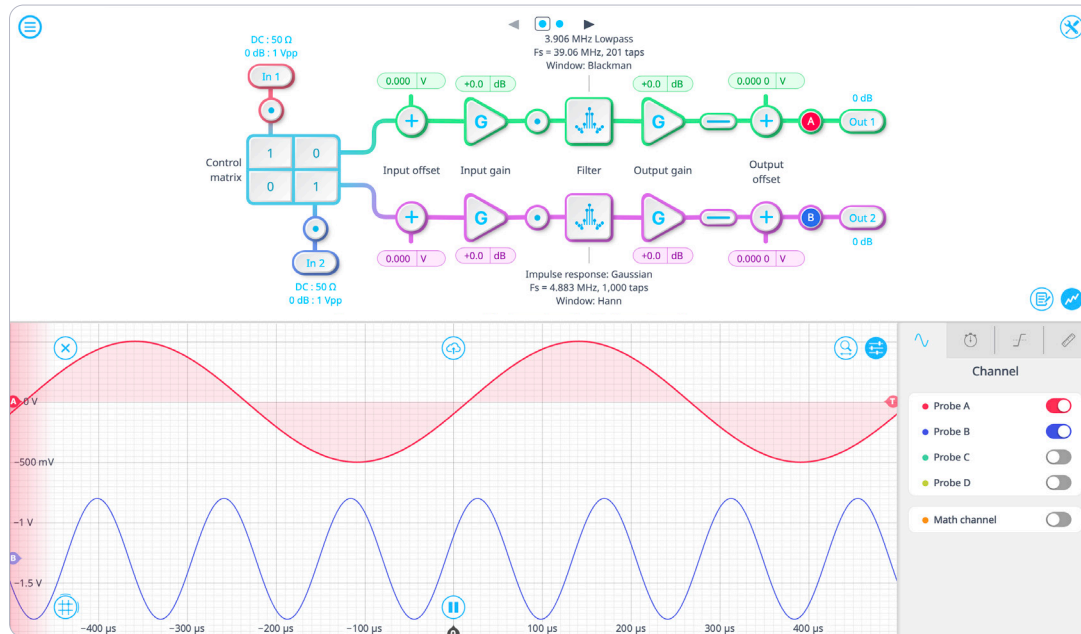 DC : 50 Ω
0 dB : 1 Vpp
In 1
3.906 MHz Lowpass
Fs = 39.06 MHz, 201 taps
Window: Blackman
0.000 V
+0.0 dB
+0.0 dB
0.000 0 V
0 dB
G
G
A
Out 1
Control
matrix
1 0
0 1
Input offset
Input gain
Filter
Output gain
Output
offset
G
G
B
Out 2
0.000 V
+0.0 dB
+0.0 dB
0.000 0 V
0 dB
In 2
DC : 50 Ω
0 dB : 1 Vpp
Impulse response: Gaussian
Fs = 4.883 MHz, 1,000 taps
Window: Hann
A
0 V
T
−500 mV
−1 V
B
−1.5 V
−400 µs
−300 µs
−200 µs
−100 µs
100 µs
200 µs
300 µs
400 µs
Channel
Probe A
Probe B
Probe C
Probe D
Math channel